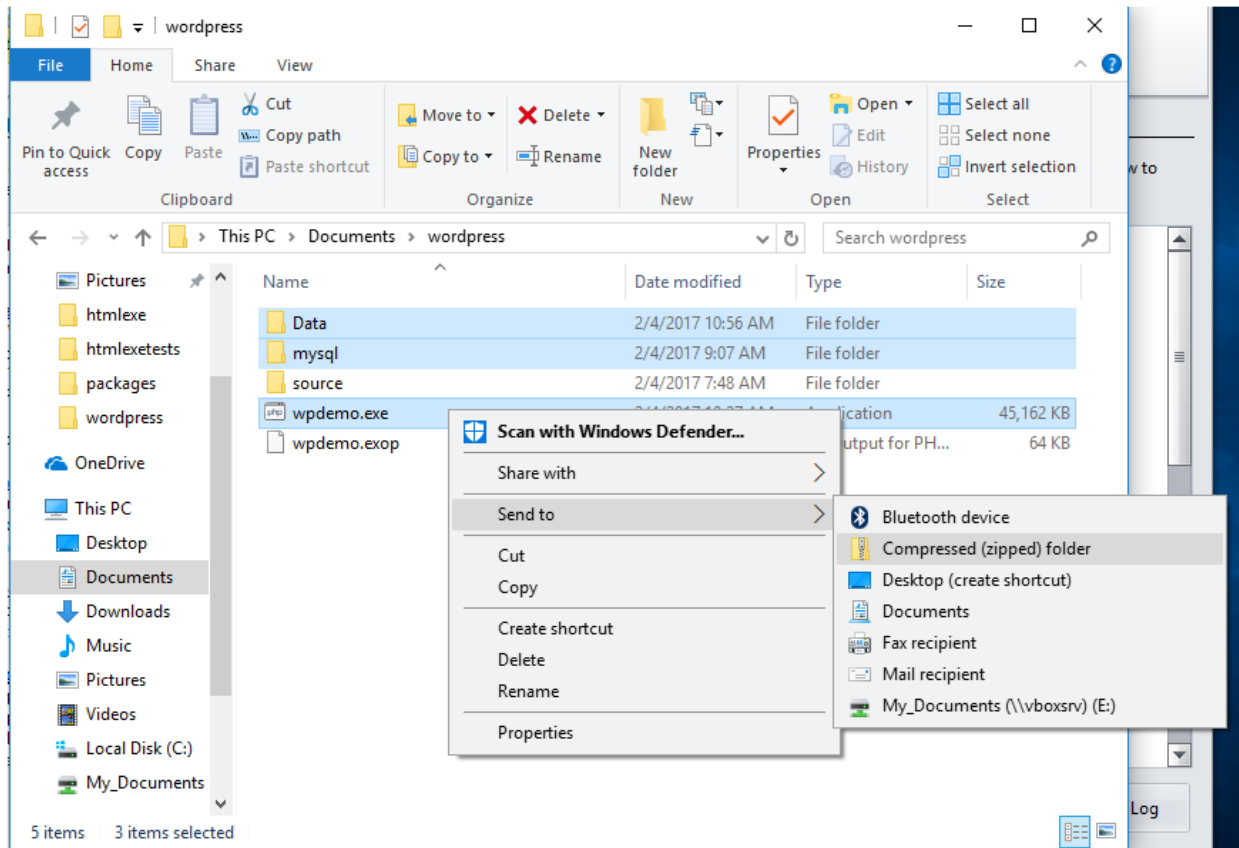 wordpress
File Home Share View
Pin to Quick access
Copy
Paste
Cut
Copy path
Paste shortcut
Clipboard
Move to
Copy to
Delete
Rename
Organize
New folder
New
Properties
Open
Edit
History
Open
Select all
Select none
Invert selection
Select
w to
This PC > Documents > wordpress
Search wordpress
Pictures
htmlexe
htmlexetests
packages
wordpress
OneDrive
This PC
Desktop
Documents
Downloads
Music
Pictures
Videos
Local Disk (C:)
My_Documents
Name Date modified Type Size
Data 2/4/2017 10:56 AM File folder
mysql 2/4/2017 9:07 AM File folder
source 2/4/2017 7:48 AM File folder
wpdemo.exe 45,162 KB
wpdemo.exop utput for PH... 64 KB
Scan with Windows Defender...
Share with
Send to
Cut
Copy
Create shortcut
Delete
Rename
Properties
Bluetooth device
Compressed (zipped) folder
Desktop (create shortcut)
Documents
Fax recipient
Mail recipient
My_Documents (\\vboxsrv) (E:)
Log
5 items 3 items selected